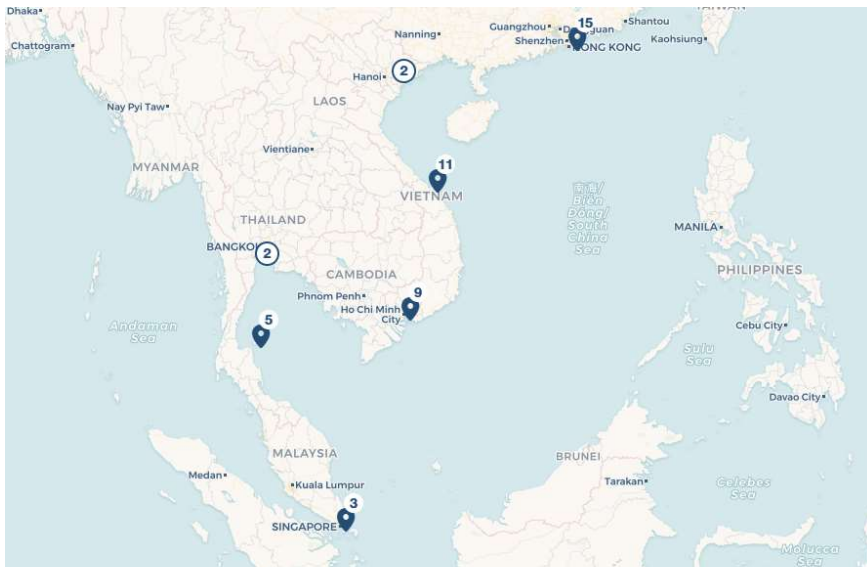 Dhaka
Chattogram
Nanning
Guangzhou
Shantou
TAIWAN
15
Shenzhen
HONG KONG
Kaohsiung
Hanoi
2
LAOS
Nay Pyi Taw
Vientiane
MYANMAR
11
VIETNAM
南海/
Biển
Đông/
South
China
Sea
THAILAND
BANGKOK
2
MANILA
PHILIPPINES
CAMBODIA
Phnom Penh
9
Ho Chi Minh
City
5
Andaman
Sea
Cebu City
Sulu
Sea
Davao City
MALAYSIA
BRUNEI
Medan
Kuala Lumpur
Tarakan
Celebes
Sea
3
SINGAPORE
Molucca
Sea